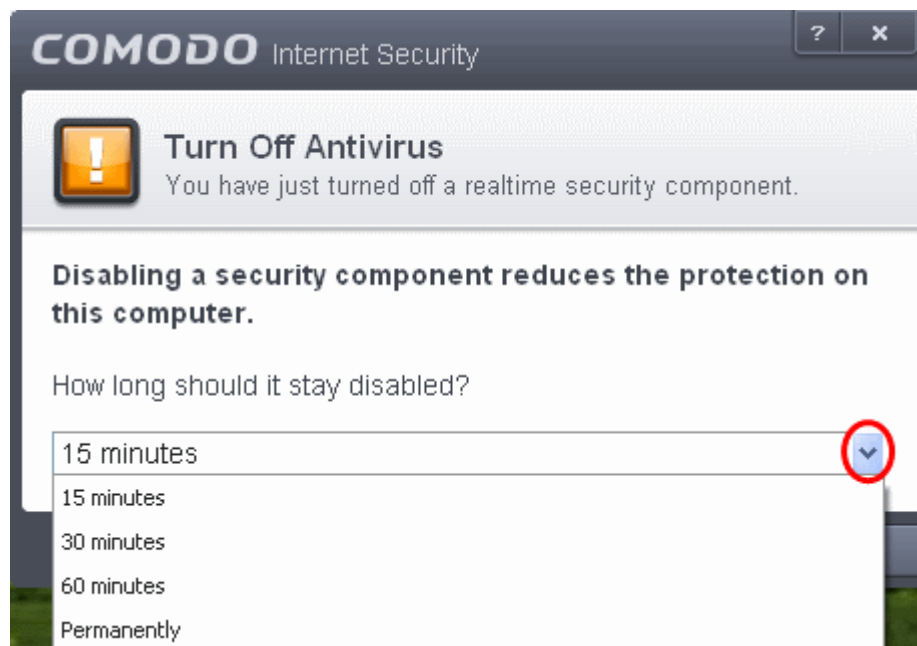 COMODO Internet Security
? x
Turn Off Antivirus
You have just turned off a realtime security component.
Disabling a security component reduces the protection on
this computer.
How long should it stay disabled?
15 minutes
15 minutes
30 minutes
60 minutes
Permanently